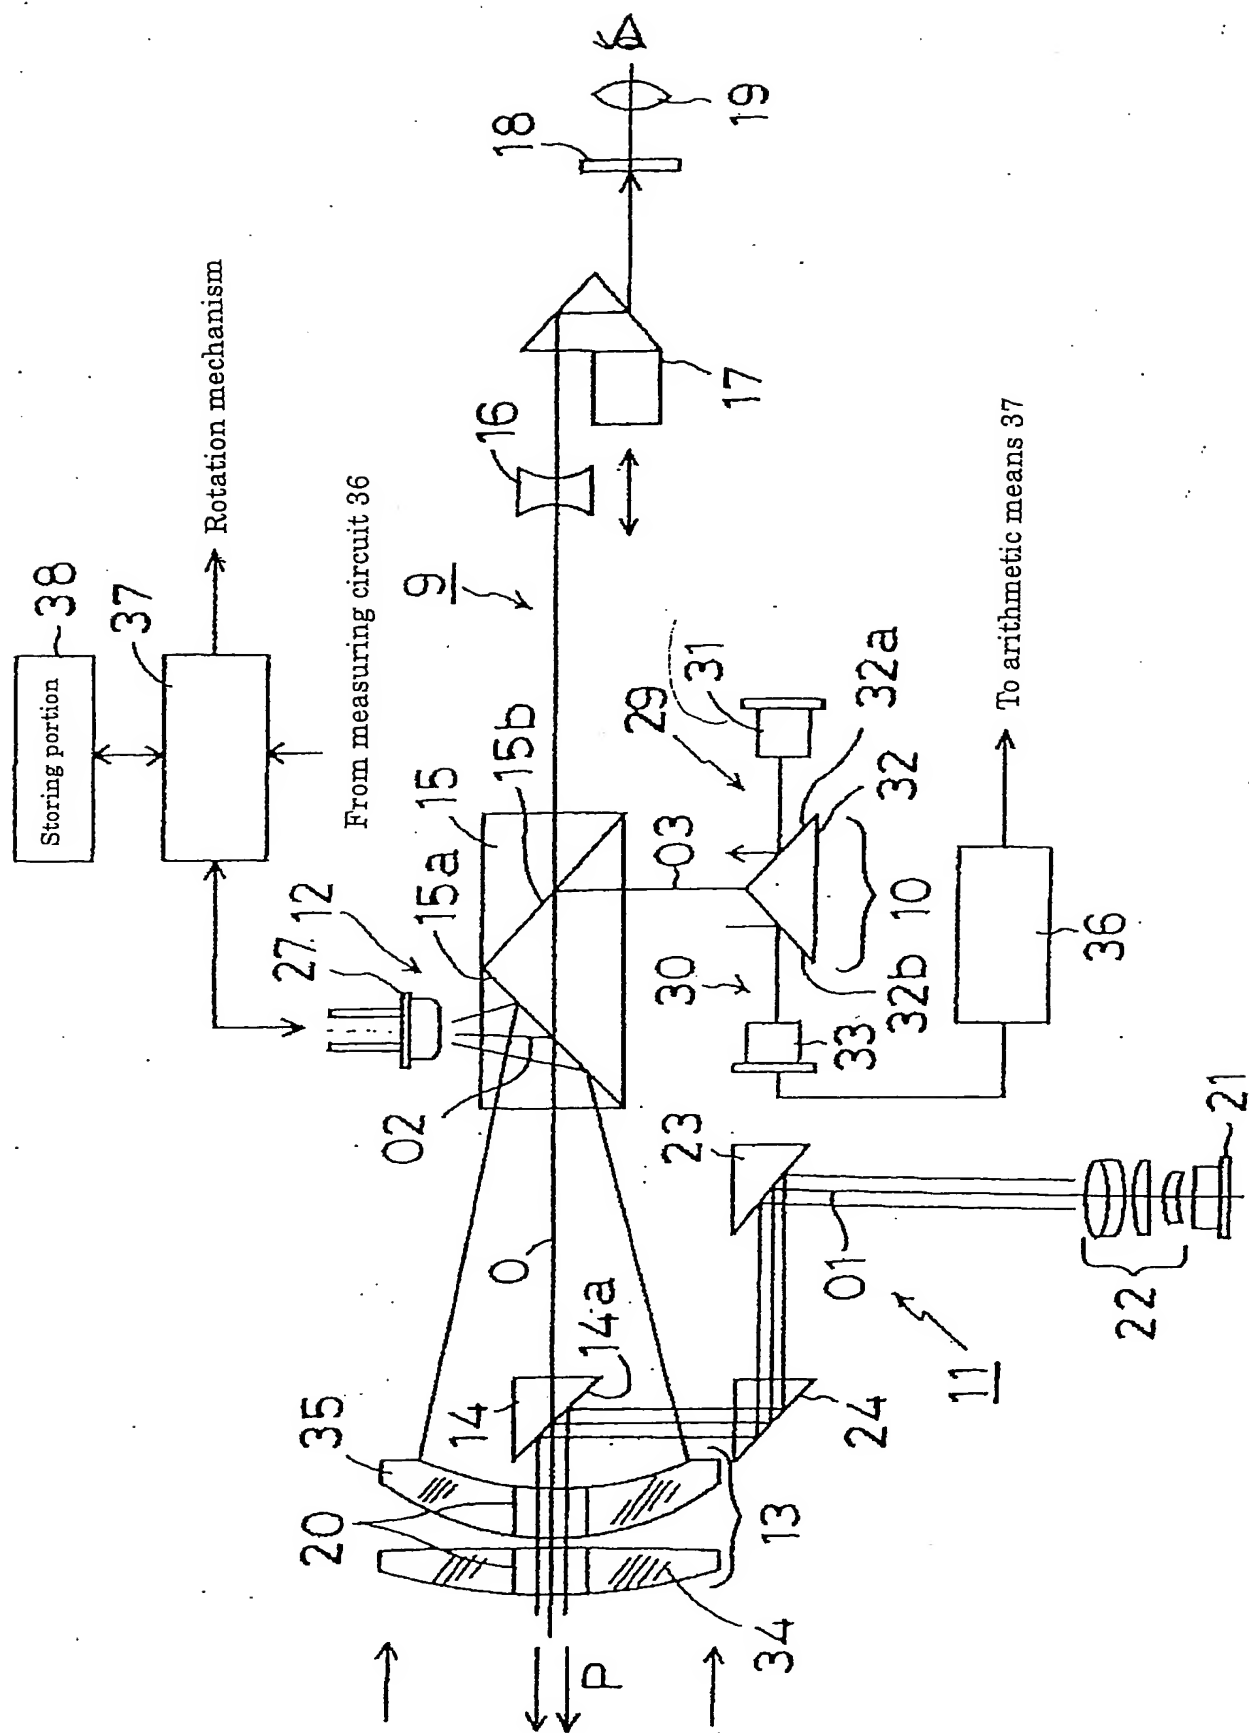 Storing portion
38
37
Rotation mechanism
27
12
From measuring circuit 36
20
35
02
15a
15
9
16
18
14
O
15b
P
14a
23
30
03
29
31
17
19
34
13
24
01
33
32b
10
32
32a
11
To arithmetic means 37
22
36
21